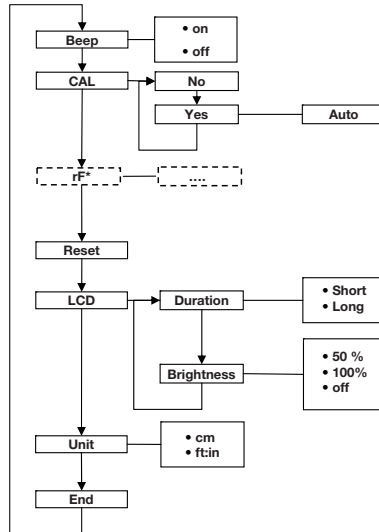 Beep
• on
• off
CAL
No
Yes
Auto
rF*
....
Reset
LCD
Duration
• Short
• Long
Brightness
• 50 %
• 100%
• off
Unit
• cm
• ft:in
End